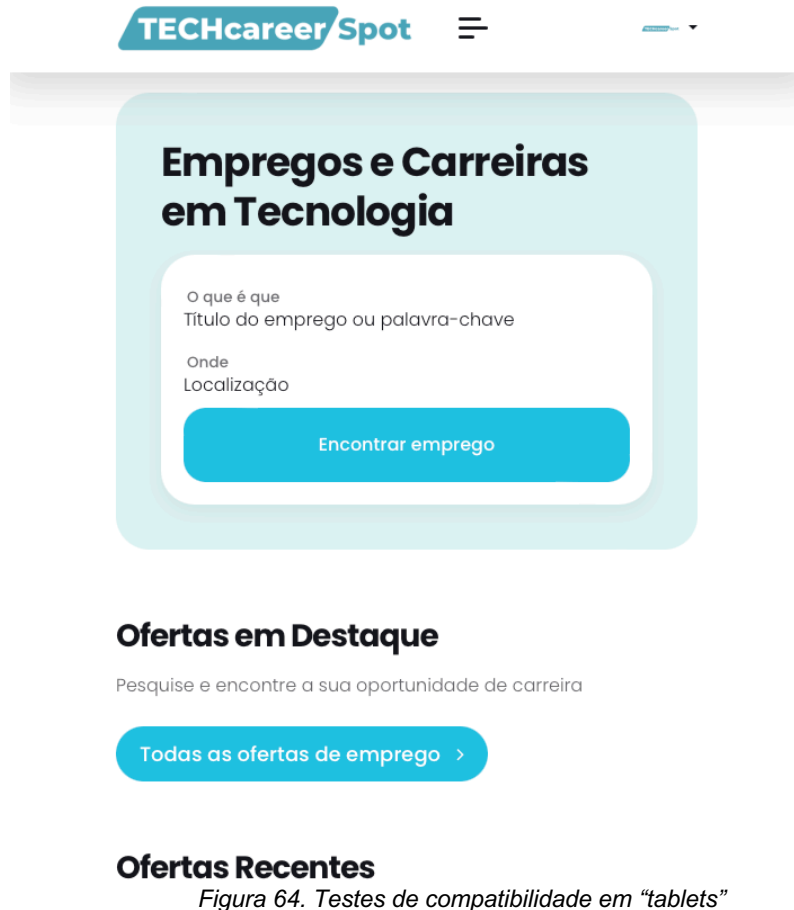 TECHcareer Spot
Empregos e Carreiras
em Tecnologia
O que é que
Título do emprego ou palavra-chave
Onde
Localização
Encontrar emprego
Ofertas em Destaque
Pesquise e encontre a sua oportunidade de carreira
Todas as ofertas de emprego >
Ofertas Recentes
Figura 64. Testes de compatibilidade em “tablets”